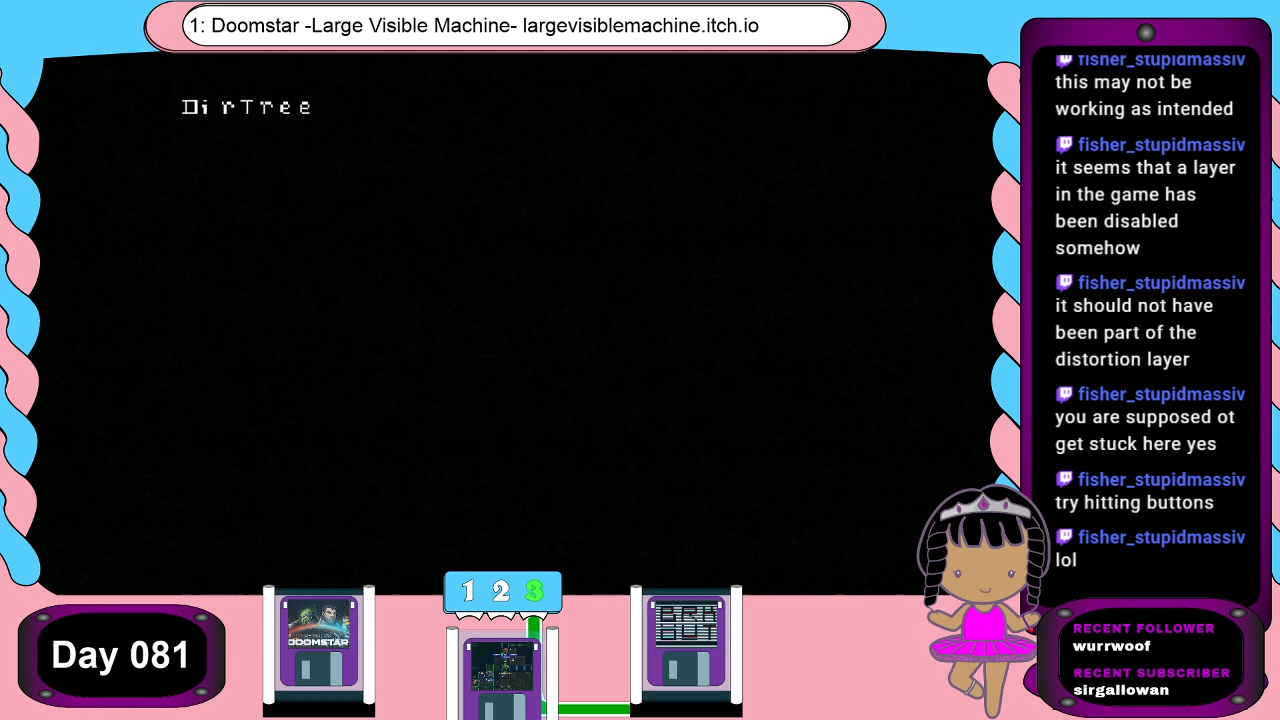 1: Doomstar -Large Visible Machine- largevisiblemachine.itch.io
DirTree
fisher_stupidmassiv
this may not be
working as intended
fisher_stupidmassiv
it seems that a layer
in the game has
been disabled
somehow
fisher_stupidmassiv
it should not have
been part of the
distortion layer
fisher_stupidmassiv
you are supposed ot
get stuck here yes
fisher_stupidmassiv
try hitting buttons
fisher_stupidmassiv
lol
1 2 3
DOOMSTAR
Day 081
RECENT FOLLOWER
wurrwoof
RECENT SUBSCRIBER
sirgallowan